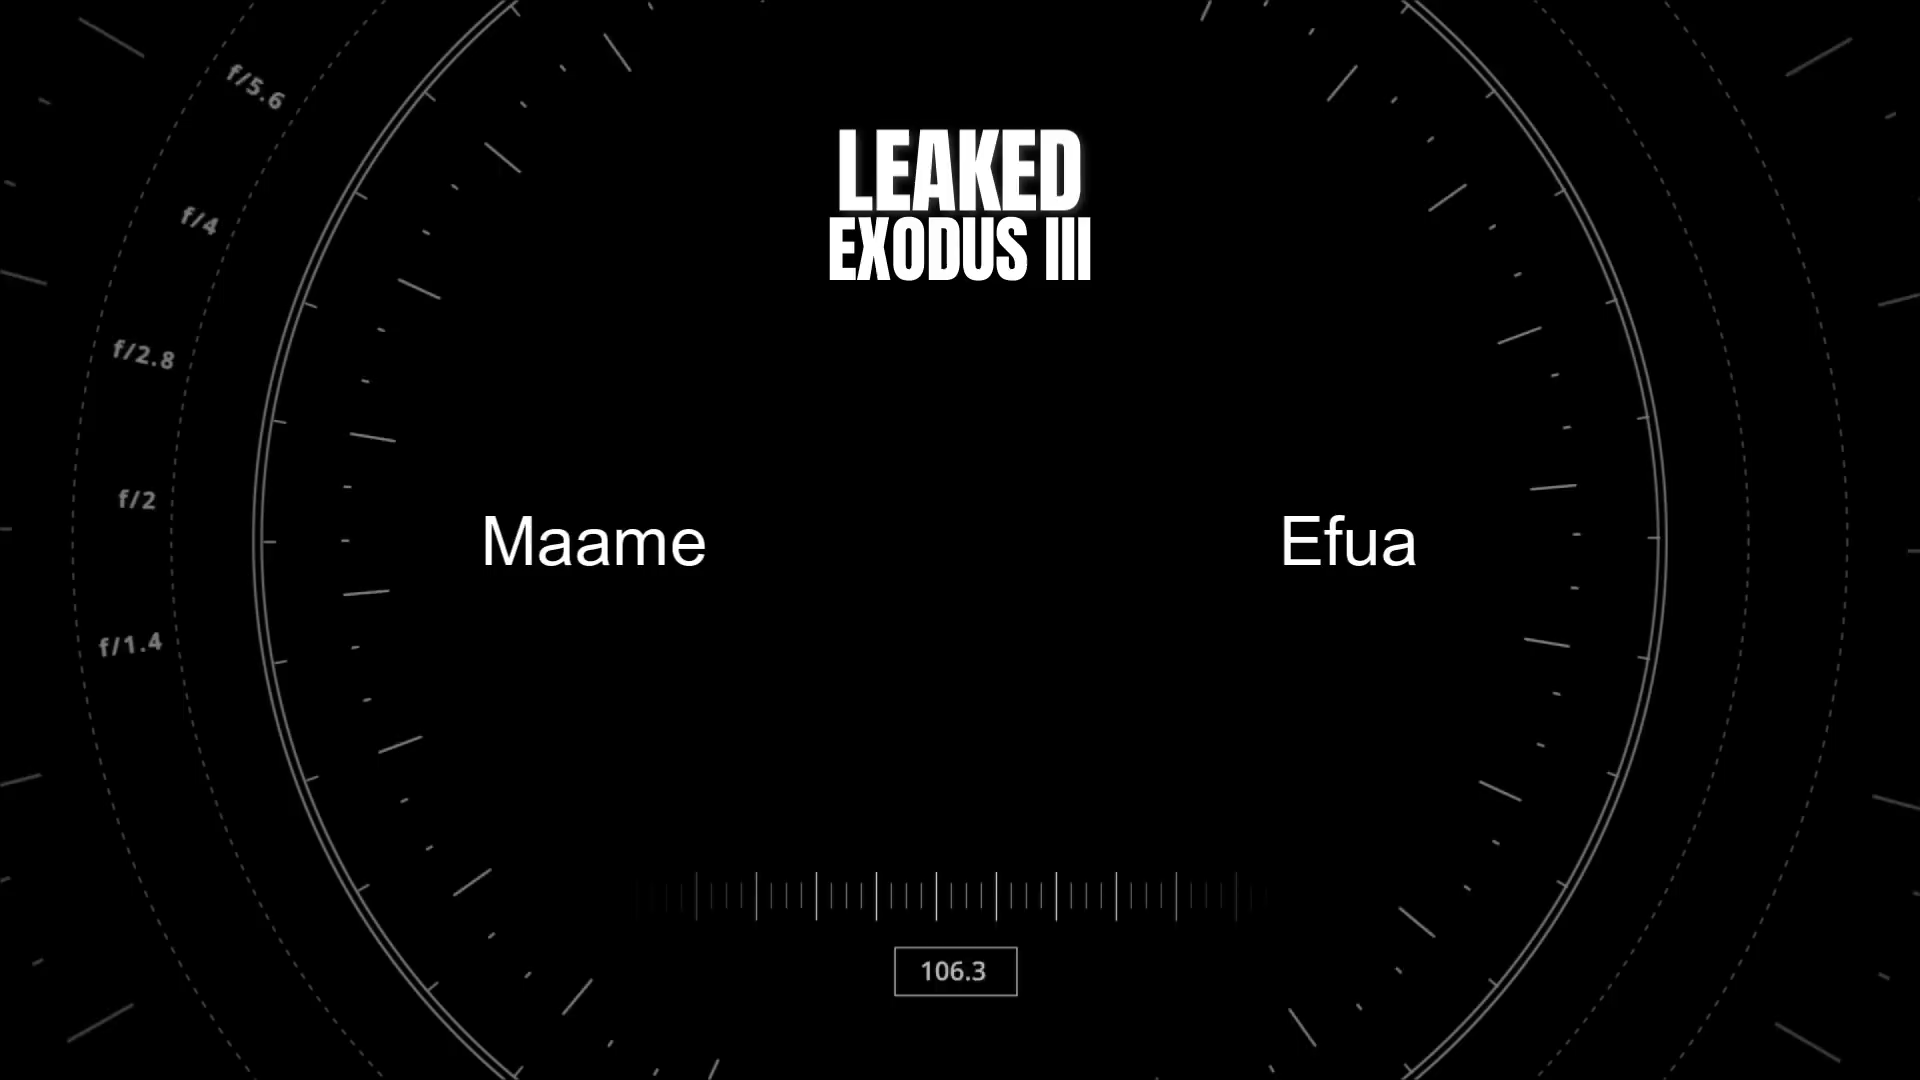 f/5.6
LEAKED
f/4
EXODUS III
f/2.8
f/2
Maame
Efua
f/1.4
106.3